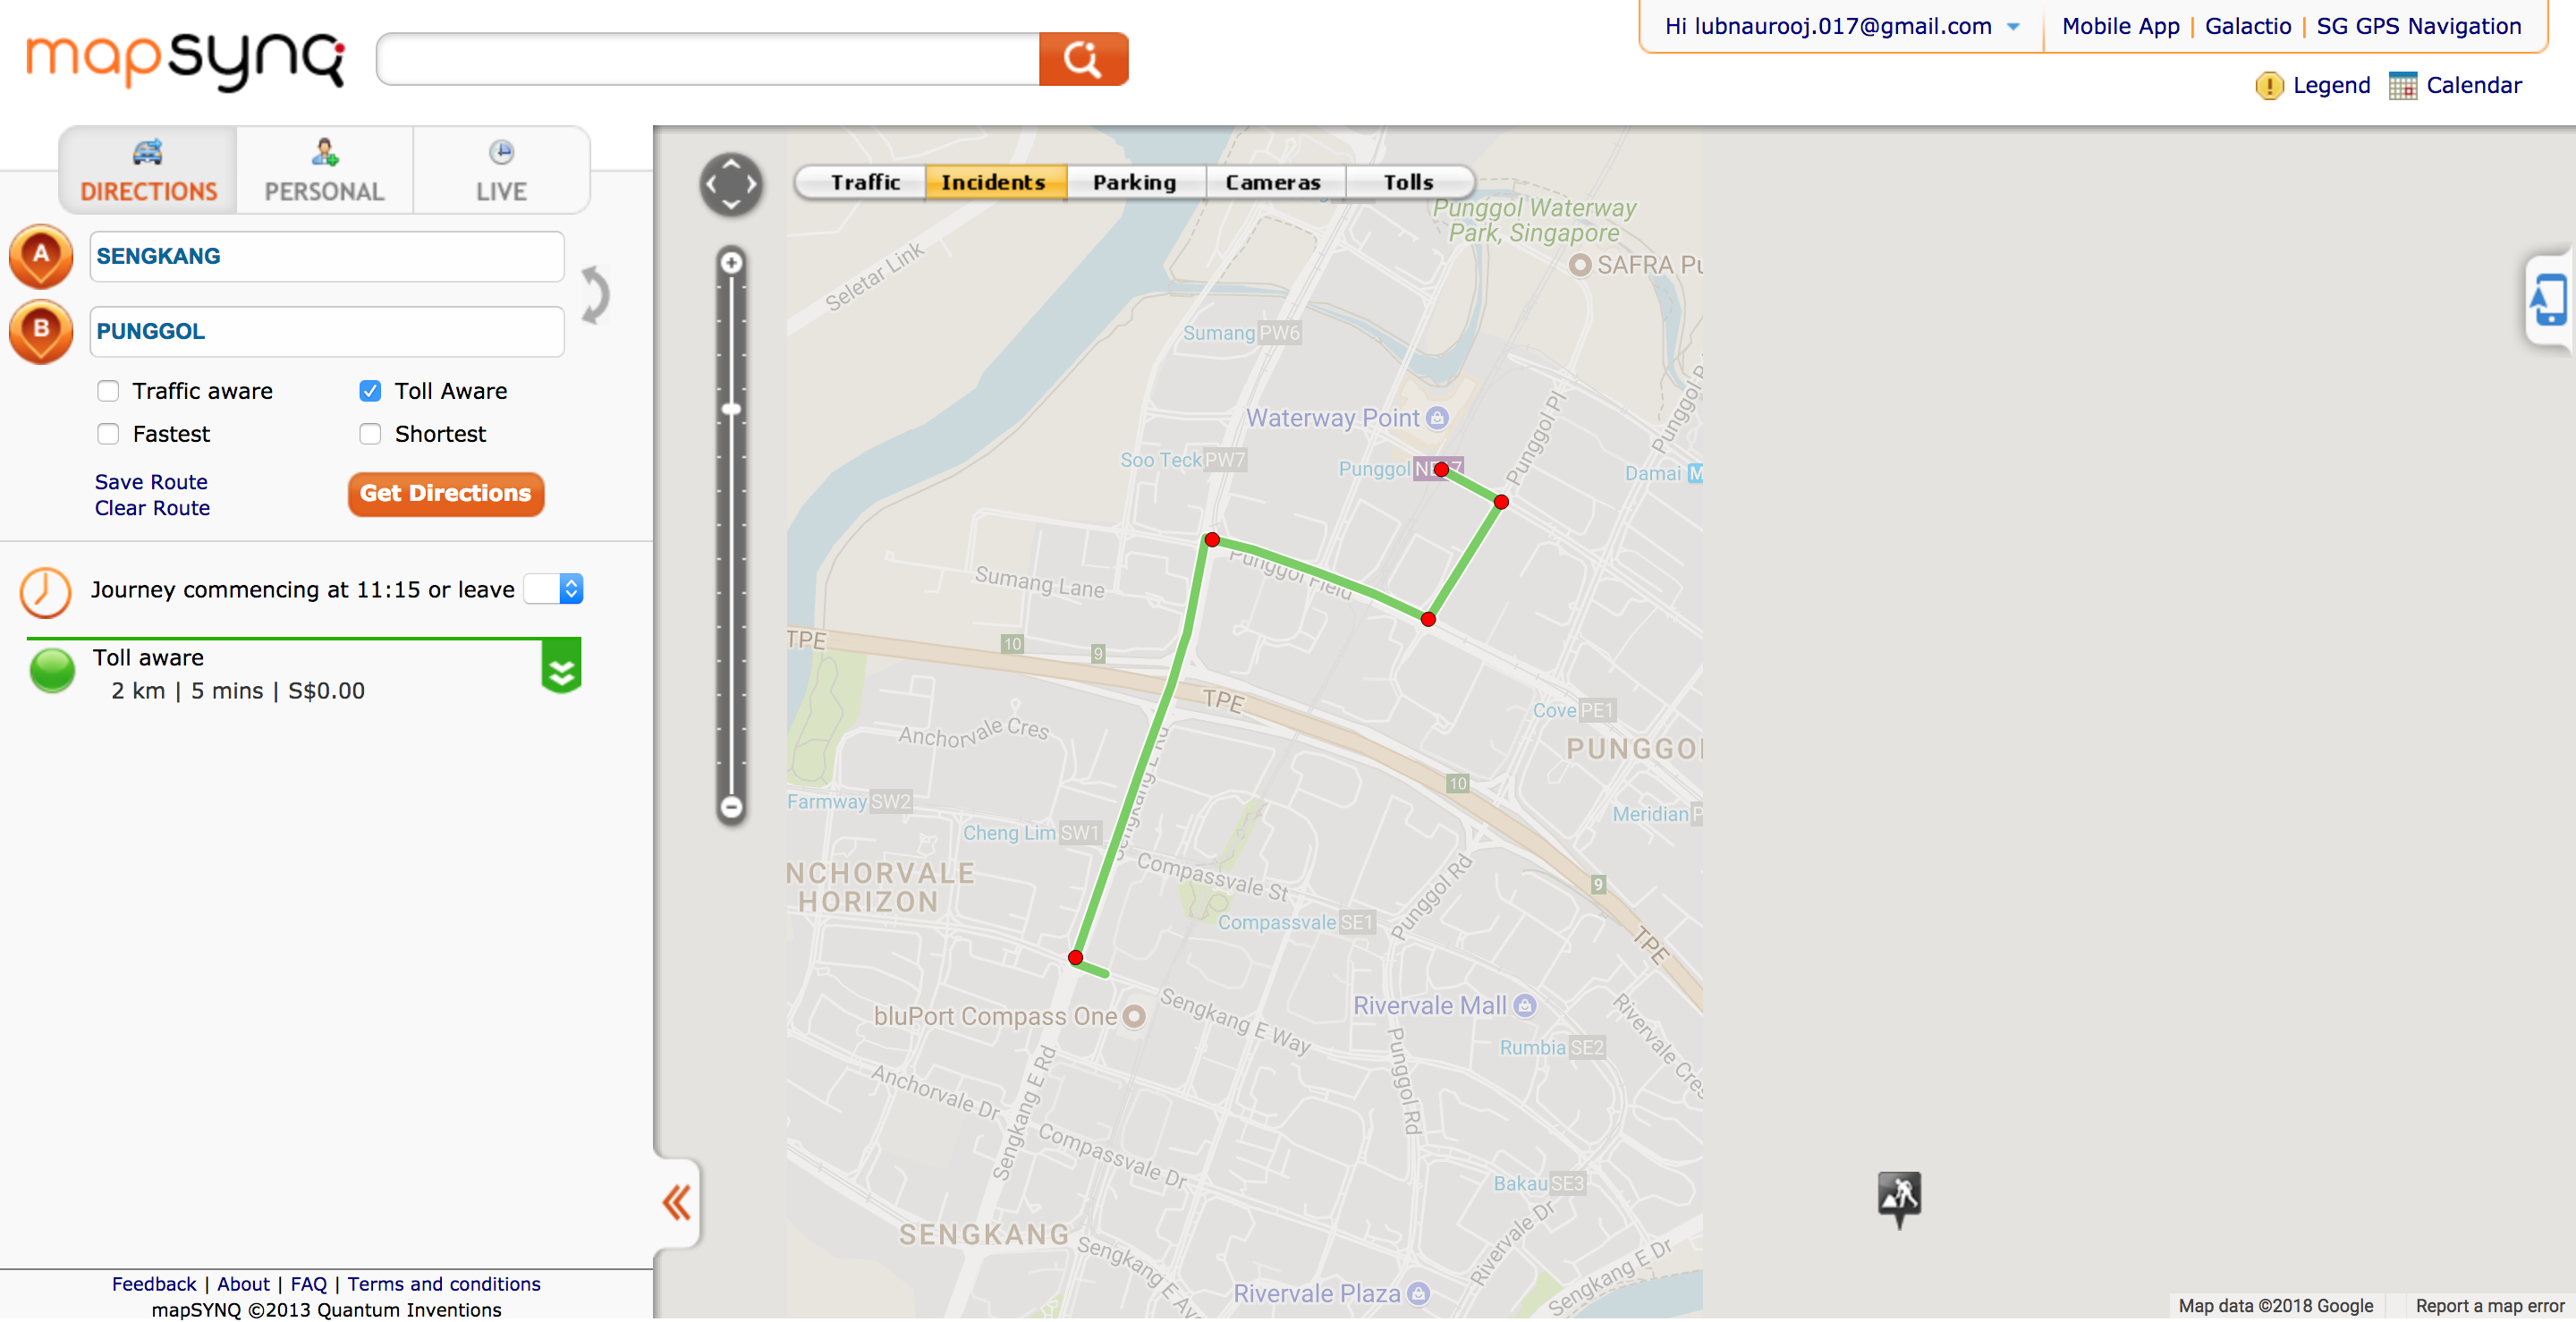 mapsynq
Hi lubnaurooj.017@gmail.com
Mobile App | Galactio | SG GPS Navigation
Legend
Calendar
DIRECTIONS
PERSONAL
LIVE
A
SENGKANG
B
PUNGGOL
Traffic aware
Toll Aware
Fastest
Shortest
Save Route
Clear Route
Get Directions
Journey commencing at 11:15 or leave
Toll aware
2 km | 5 mins | S$0.00
Feedback | About | FAQ | Terms and conditions
mapSYNQ ©2013 Quantum Inventions
Traffic
Incidents
Parking
Cameras
Tolls
Punggol Waterway
Park, Singapore
Seletar Link
SAFRA Pu
Sumang PW6
Punggol Pl
Punggol P
Waterway Point
Soo Teck PW7
Punggol
Damai
Punggol Field
Sumang Lane
TPE
10
9
TPE
Anchorvale Cres
Cove PE1
PUNGGOL
Sengkang E Rd
10
Farmway SW2
Meridian P
Cheng Lim SW1
Compassvale St
Punggol Rd
NCHORVALE
HORIZON
9
Compassvale SE1
TPE
Sengkang E Way
Rivervale Mall
bluPort Compass One
Rivervale Cres
Rumbia SE2
Punggol Rd
Anchorvale Dr
Sengkang E Rd
Compassvale Dr
Bakau SE3
Rivervale Dr
SENGKANG
Sengkang E Ave
Sengkang E Dr
Rivervale Plaza
Map data ©2018 Google
Report a map error